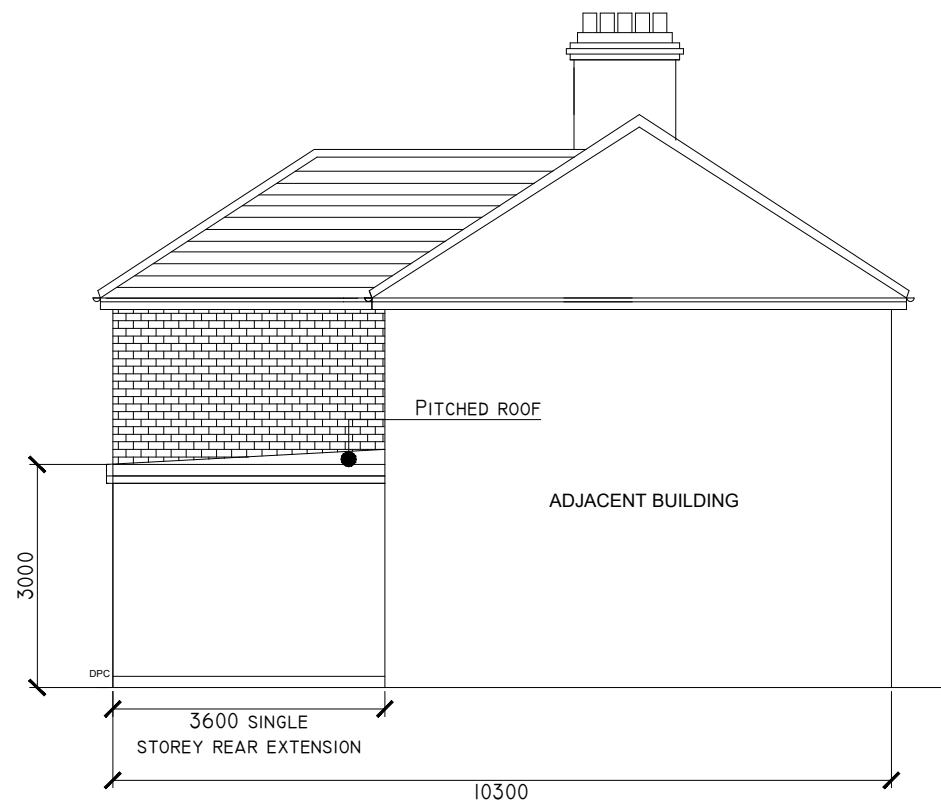 PITCHED ROOF
ADJACENT BUILDING
3000
DPC
3600 SINGLE
STOREY REAR EXTENSION
10300